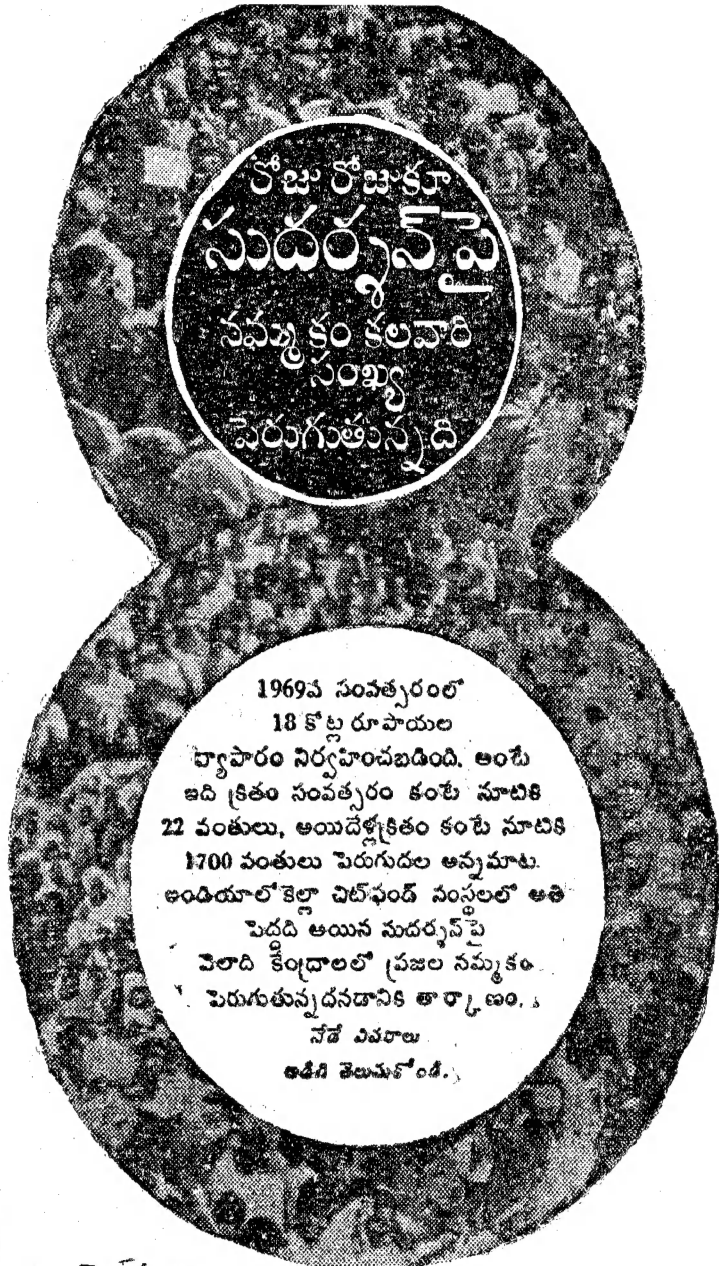 రోజు రోజుకూ
సుదర్శన్ పై
నమ్మకం కలవారి
సంఖ్య
పెరుగుతున్నది
1969వ సంవత్సరంలో
18 కోట్ల రూపాయల
వ్యాపారం నిర్వహించబడింది. అంటే
ఇది క్రితం సంవత్సరం కంటే నూటికి
22 వంతులు, అయిదేళ్ళక్రితం కంటే నూటికి
1700 వంతులు పెరుగుదల అన్నమాట.
ఇండియాలో కెల్లా చిట్‌ఫండ్ సంస్థలలో అతి
పెద్దది అయిన సుదర్శన్ పై
వేలాది కేంద్రాలలో ప్రజల నమ్మకం
పెరుగుతున్నదనడానికి తార్కాణం.
నేడే వివరాలు
అడిగి తెలుసుకోండి.